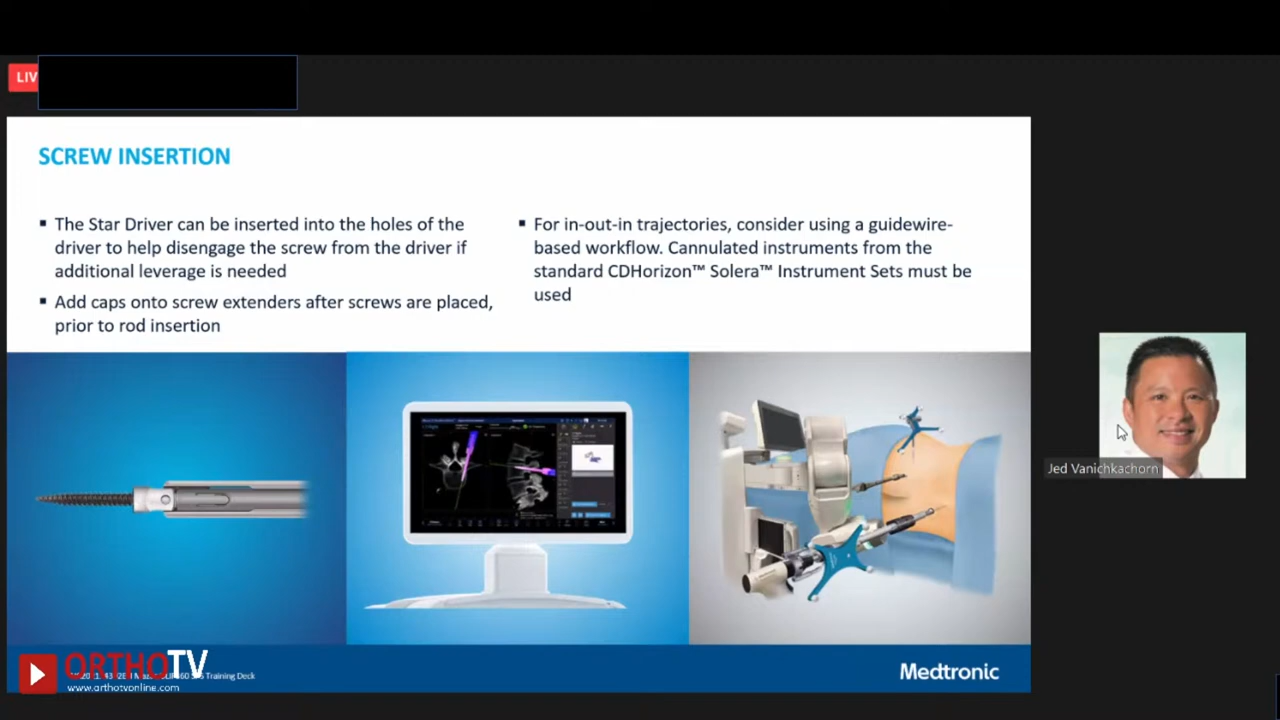 LIV
SCREW INSERTION
▪ The Star Driver can be inserted into the holes of the
driver to help disengage the screw from the driver if
additional leverage is needed
▪ Add caps onto screw extenders after screws are placed,
prior to rod insertion
▪ For in-out-in trajectories, consider using a guidewire-
based workflow. Cannulated instruments from the
standard CDHorizon™ Solera™ Instrument Sets must be
used
Jed Vanichkachorn
ORTHOTV
Training Deck
www.orthotvonline.com
Medtronic